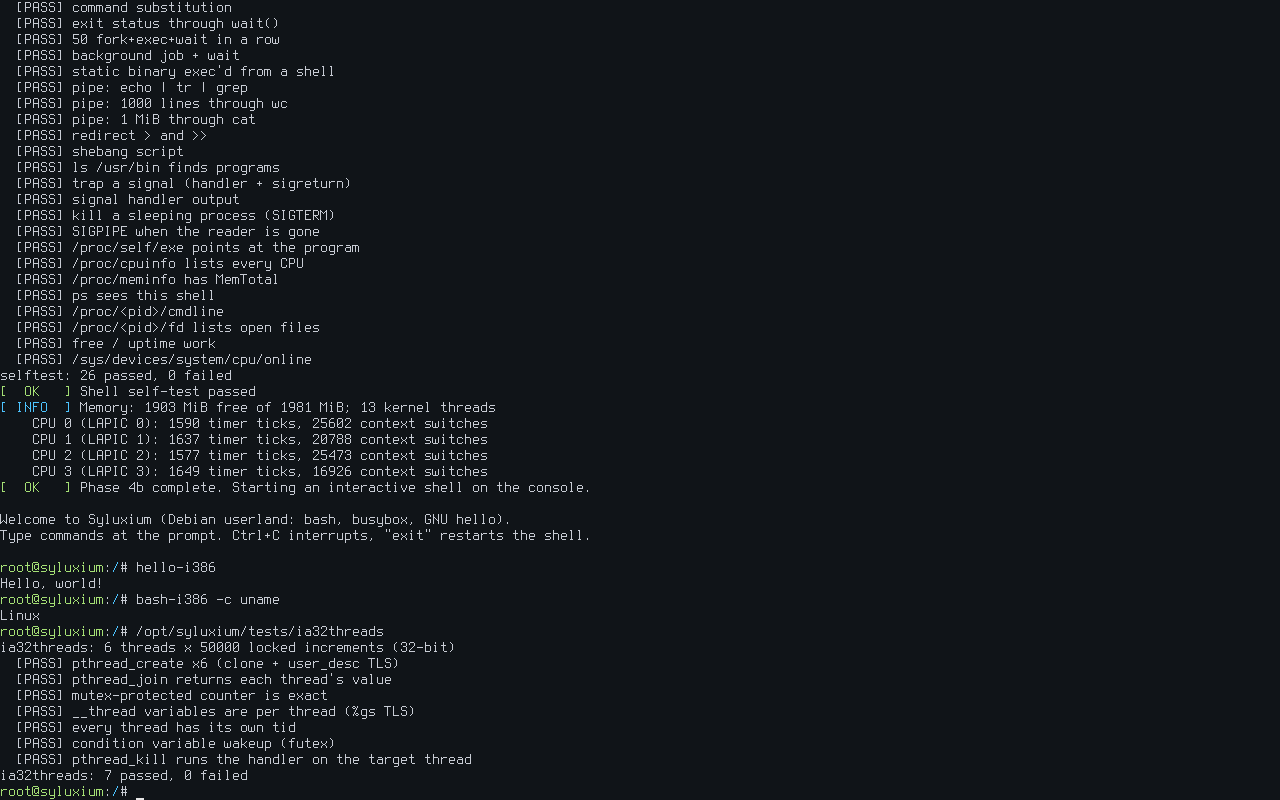 [PASS] command substitution
[PASS] exit status through wait()
[PASS] 50 fork+exec+wait in a row
[PASS] background job + wait
[PASS] static binary exec'd from a shell
[PASS] pipe: echo | tr | grep
[PASS] pipe: 1000 lines through wc
[PASS] pipe: 1 MiB through cat
[PASS] redirect > and >>
[PASS] shebang script
[PASS] ls /usr/bin finds programs
[PASS] trap a signal (handler + sigreturn)
[PASS] signal handler output
[PASS] kill a sleeping process (SIGTERM)
[PASS] SIGPIPE when the reader is gone
[PASS] /proc/self/exe points at the program
[PASS] /proc/cpuinfo lists every CPU
[PASS] /proc/meminfo has MemTotal
[PASS] ps sees this shell
[PASS] /proc/<pid>/cmdline
[PASS] /proc/<pid>/fd lists open files
[PASS] free / uptime work
[PASS] /sys/devices/system/cpu/online
selftest: 26 passed, 0 failed
[  OK   ] Shell self-test passed
[ INFO  ] Memory: 1903 MiB free of 1981 MiB; 13 kernel threads
CPU 0 (LAPIC 0): 1590 timer ticks, 25602 context switches
CPU 1 (LAPIC 1): 1637 timer ticks, 20788 context switches
CPU 2 (LAPIC 2): 1577 timer ticks, 25473 context switches
CPU 3 (LAPIC 3): 1649 timer ticks, 16926 context switches
[  OK   ] Phase 4b complete. Starting an interactive shell on the console.
Welcome to Syluxium (Debian userland: bash, busybox, GNU hello).
Type commands at the prompt. Ctrl+C interrupts, "exit" restarts the shell.
root@syluxium:/# hello-i386
Hello, world!
root@syluxium:/# bash-i386 -c uname
Linux
root@syluxium:/# /opt/syluxium/tests/ia32threads
ia32threads: 6 threads x 50000 locked increments (32-bit)
[PASS] pthread_create x6 (clone + user_desc TLS)
[PASS] pthread_join returns each thread's value
[PASS] mutex-protected counter is exact
[PASS] __thread variables are per thread (%gs TLS)
[PASS] every thread has its own tid
[PASS] condition variable wakeup (futex)
[PASS] pthread_kill runs the handler on the target thread
ia32threads: 7 passed, 0 failed
root@syluxium:/#